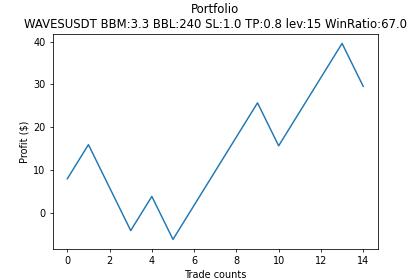 Portfolio
WAVESUSDT BBM:3.3 BBL:240 SL:1.0 TP:0.8 lev:15 WinRatio:67.0
40
30
20
10
0
Profit ($)
0 2 4 6 8 10 12 14
Trade counts